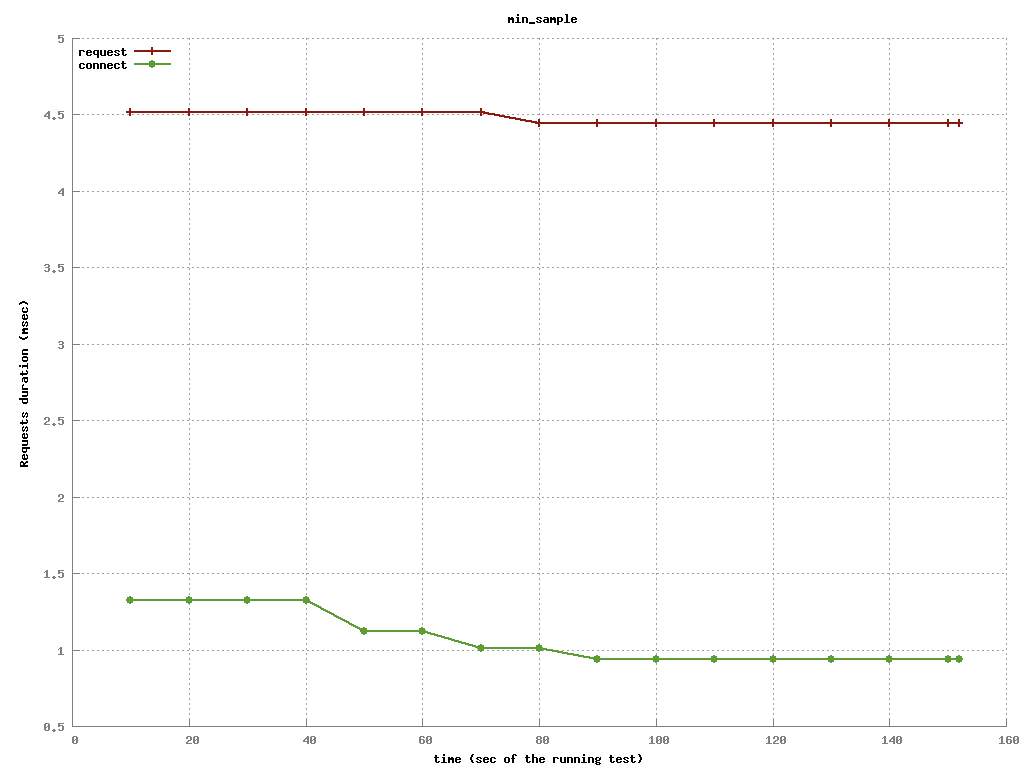 min_sample
request
connect
5
4.5
4
3.5
3
2.5
2
1.5
1
0.5
Requests duration (msec)
0 20 40 60 80 100 120 140 160
time (sec of the running test)